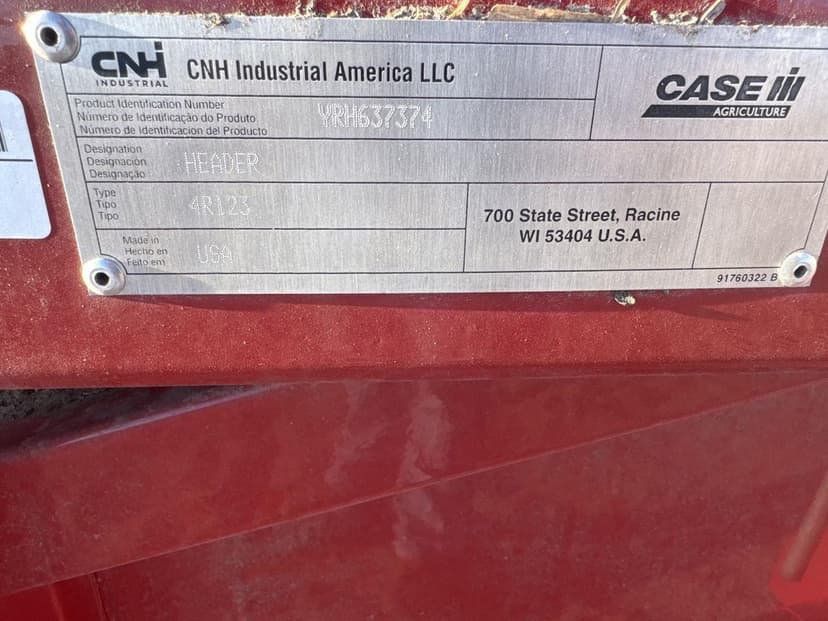 CNH
INDUSTRIAL
CNH Industrial America LLC
CASE IH
AGRICULTURE
Product Identification Number
Número de Identificação do Produto
Número de Identificacion del Producto
YRH637374
Designation
Designación
Designação
HEADER
Type
Tipo
Tipo
4R123
700 State Street, Racine
WI 53404 U.S.A.
Made in
Hecho en
Feito em
USA
91760322 B